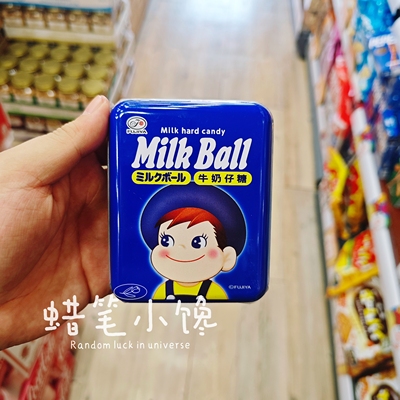 FUJIYA
Milk hard candy
Milk Ball
ミルクボール 牛奶仔糖
©FUJIYA
蜡笔小馋
Random luck in universe